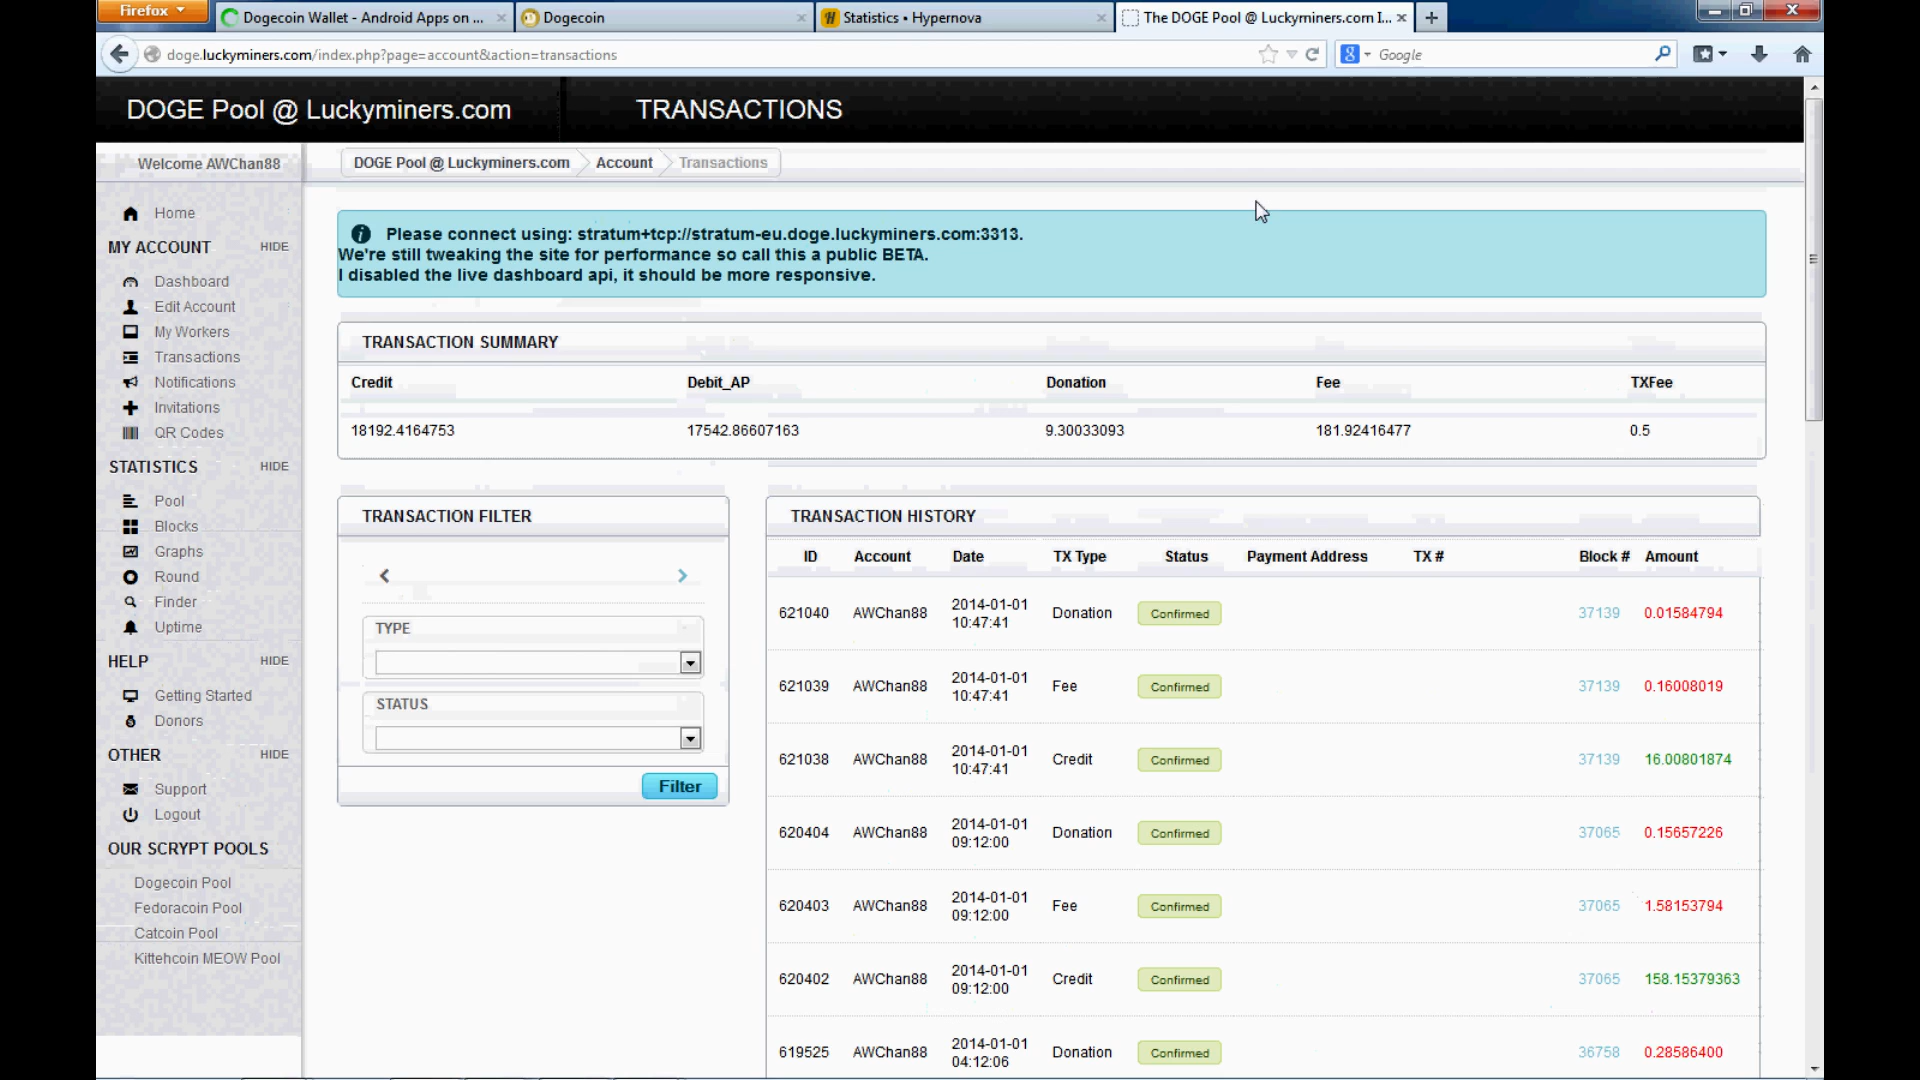 Firefox
Dogecoin Wallet - Android Apps on ...
Dogecoin
Statistics • Hypernova
The DOGE Pool @ Luckyminers.com I...
doge.luckyminers.com/index.php?page=account&action=transactions
Google
DOGE Pool @ Luckyminers.com
TRANSACTIONS
Welcome AWChan88
DOGE Pool @ Luckyminers.com
Account
Transactions
Home
MY ACCOUNT HIDE
Dashboard
Edit Account
My Workers
Transactions
Notifications
Invitations
QR Codes
STATISTICS HIDE
Pool
Blocks
Graphs
Round
Finder
Uptime
HELP HIDE
Getting Started
Donors
OTHER HIDE
Support
Logout
OUR SCRYPT POOLS
Dogecoin Pool
Fedoracoin Pool
Catcoin Pool
Kittehcoin MEOW Pool
Please connect using: stratum+tcp://stratum-eu.doge.luckyminers.com:3313.
We're still tweaking the site for performance so call this a public BETA.
I disabled the live dashboard api, it should be more responsive.
TRANSACTION SUMMARY
Credit Debit_AP Donation Fee TXFee
18192.4164753 17542.86607163 9.30033093 181.92416477 0.5
TRANSACTION FILTER
TYPE
STATUS
Filter
TRANSACTION HISTORY
ID Account Date TX Type Status Payment Address TX # Block # Amount
621040 AWChan88 2014-01-01 10:47:41 Donation Confirmed 37139 0.01584794
621039 AWChan88 2014-01-01 10:47:41 Fee Confirmed 37139 0.16008019
621038 AWChan88 2014-01-01 10:47:41 Credit Confirmed 37139 16.00801874
620404 AWChan88 2014-01-01 09:12:00 Donation Confirmed 37065 0.15657226
620403 AWChan88 2014-01-01 09:12:00 Fee Confirmed 37065 1.58153794
620402 AWChan88 2014-01-01 09:12:00 Credit Confirmed 37065 158.15379363
619525 AWChan88 2014-01-01 04:12:06 Donation Confirmed 36758 0.28586400